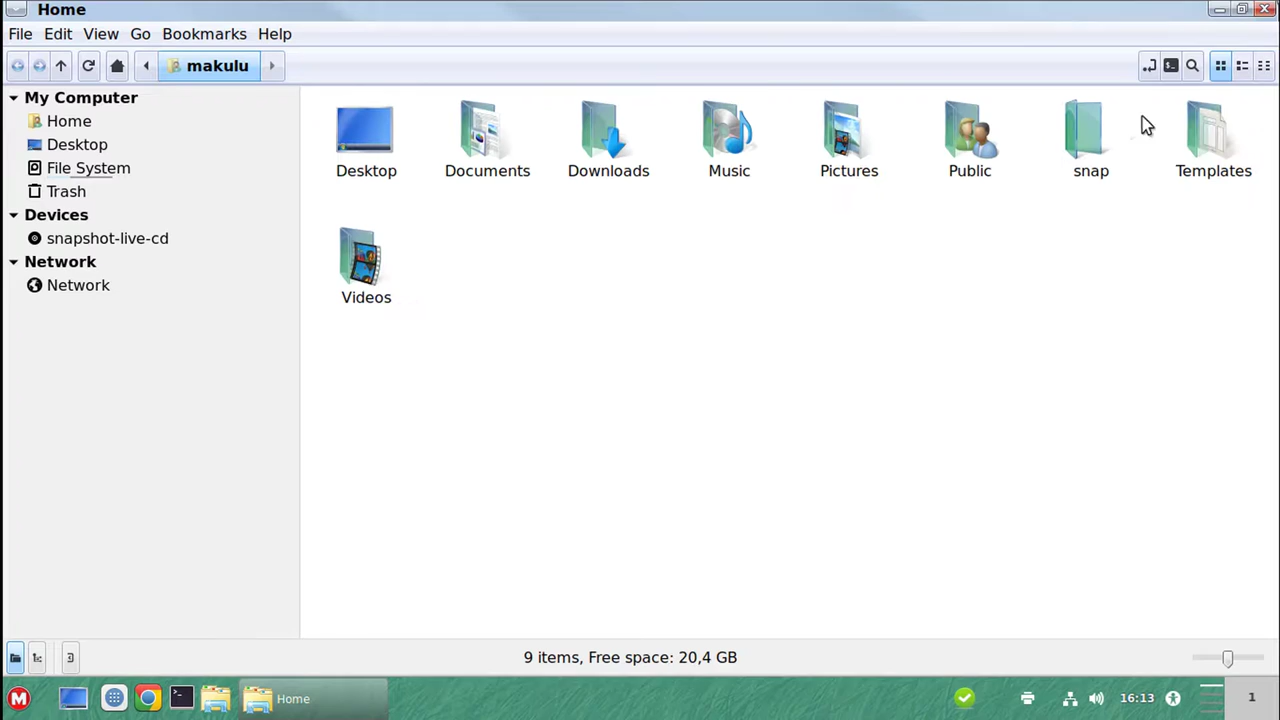 Home
File Edit View Go Bookmarks Help
makulu
My Computer
Home
Desktop
File System
Trash
Devices
snapshot-live-cd
Network
Network
Desktop Documents Downloads Music Pictures Public snap Templates
Videos
9 items, Free space: 20,4 GB
M Home 16:13 1